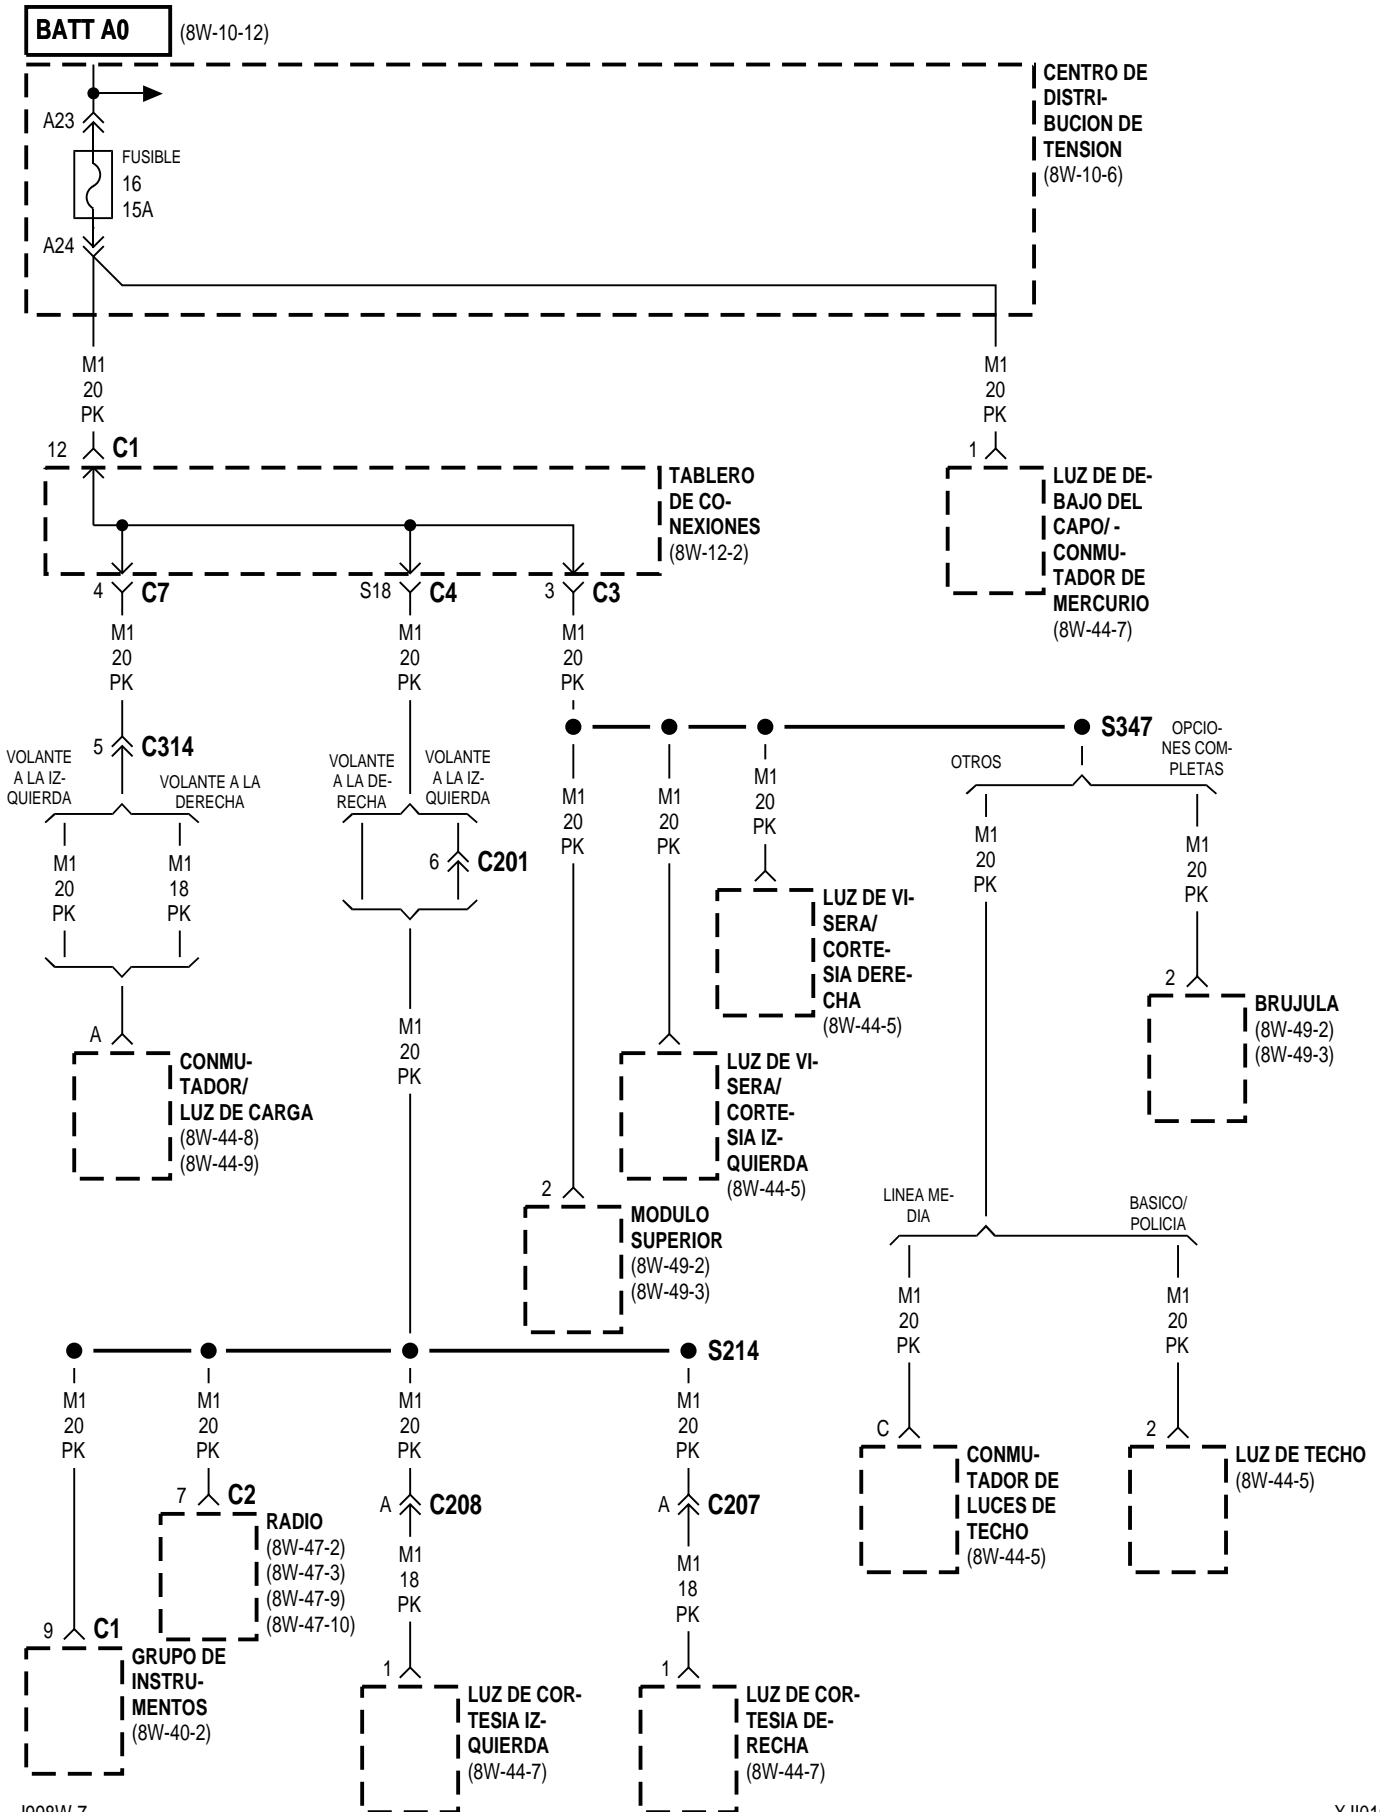 BATT A0 (8W-10-12)
CENTRO DE
DISTRI-
BUCION DE
TENSION
(8W-10-6)
A23
FUSIBLE
16
15A
A24
M1
20
PK
M1
20
PK
12 C1
1
TABLERO
DE CO-
NEXIONES
(8W-12-2)
LUZ DE DE-
BAJO DEL
CAPO/ -
CONMU-
TADOR DE
MERCURIO
(8W-44-7)
4 C7
S18 C4
3 C3
M1
20
PK
M1
20
PK
M1
20
PK
S347
5 C314
VOLANTE
A LA IZ-
QUIERDA
VOLANTE A LA
DERECHA
VOLANTE
A LA DE-
RECHA
VOLANTE
A LA IZ-
QUIERDA
OTROS
OPCIO-
NES COM-
PLETAS
M1
20
PK
M1
18
PK
6 C201
M1
20
PK
M1
20
PK
M1
20
PK
M1
20
PK
M1
20
PK
LUZ DE VI-
SERA/
CORTE-
SIA DERE-
CHA
(8W-44-5)
2
BRUJULA
(8W-49-2)
(8W-49-3)
A
CONMU-
TADOR/
LUZ DE CARGA
(8W-44-8)
(8W-44-9)
M1
20
PK
LUZ DE VI-
SERA/
CORTE-
SIA IZ-
QUIERDA
(8W-44-5)
2
MODULO
SUPERIOR
(8W-49-2)
(8W-49-3)
LINEA ME-
DIA
BASICO/
POLICIA
M1
20
PK
M1
20
PK
S214
M1
20
PK
M1
20
PK
M1
20
PK
M1
20
PK
C
CONMU-
TADOR DE
LUCES DE
TECHO
(8W-44-5)
2
LUZ DE TECHO
(8W-44-5)
7 C2
RADIO
(8W-47-2)
(8W-47-3)
(8W-47-9)
(8W-47-10)
A C208
A C207
M1
18
PK
M1
18
PK
9 C1
GRUPO DE
INSTRU-
MENTOS
(8W-40-2)
1
LUZ DE COR-
TESIA IZ-
QUIERDA
(8W-44-7)
1
LUZ DE COR-
TESIA DE-
RECHA
(8W-44-7)